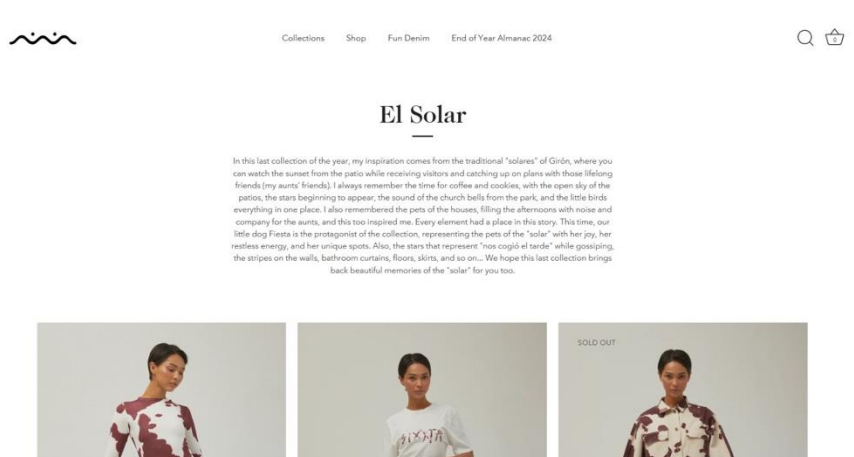 Collections Shop Fun Denim End of Year Almanac 2024
0
El Solar
In this last collection of the year, my inspiration comes from the traditional "solares" of Girón, where you
can watch the sunset from the patio while receiving visitors and catching up on plans with those lifelong
friends (my aunts' friends). I always remember the time for coffee and cookies, with the open sky of the
patios, the stars beginning to appear, the sound of the church bells from the park, and the little birds
everything in one place. I also remembered the pets of the houses, filling the afternoons with noise and
company for the aunts, and this too inspired me. Every element had a place in this story. This time, our
little dog Fiesta is the protagonist of the collection, representing the pets of the "solar" with her joy, her
restless energy, and her unique spots. Also, the stars that represent "nos cogió el tarde" while gossiping,
the stripes on the walls, bathroom curtains, floors, skirts, and so on... We hope this last collection brings
back beautiful memories of the "solar" for you too.
SOLD OUT